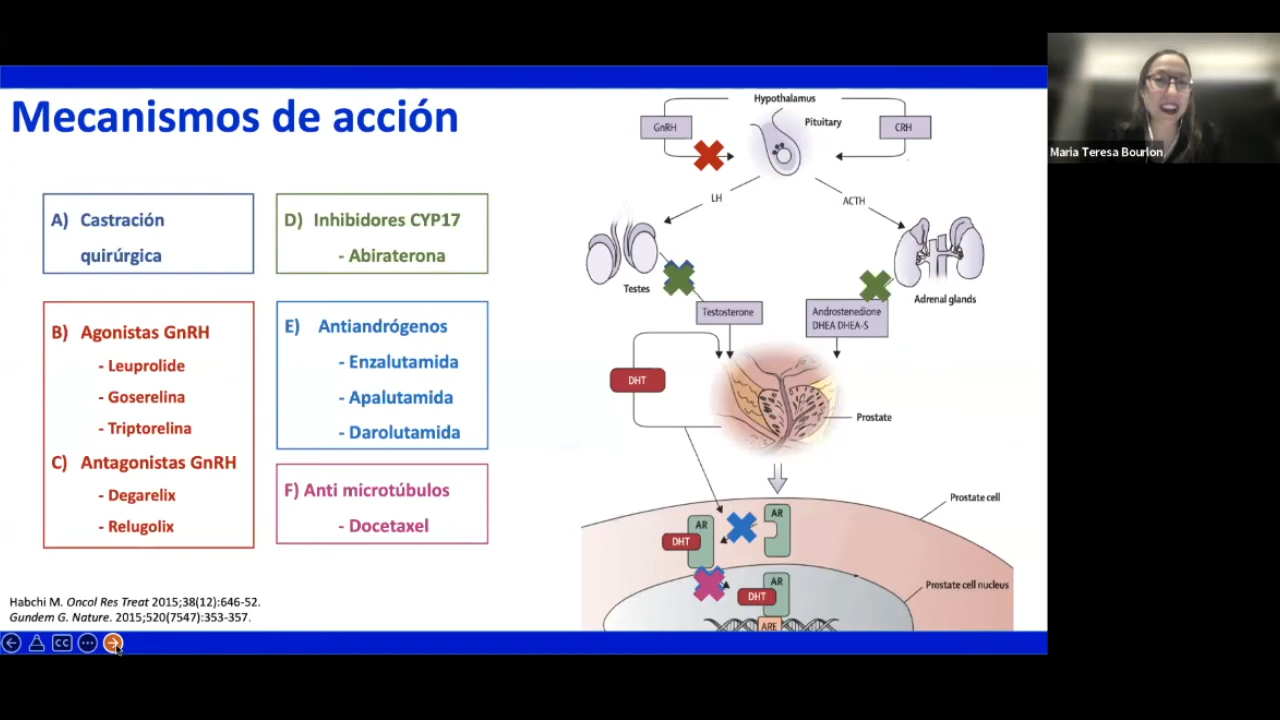 Mecanismos de acción
A) Castración
quirúrgica
B) Agonistas GnRH
- Leuprolide
- Goserelina
- Triptorelina
C) Antagonistas GnRH
- Degarelix
- Relugolix
D) Inhibidores CYP17
- Abiraterona
E) Antiandrógenos
- Enzalutamida
- Apalutamida
- Darolutamida
F) Anti microtúbulos
- Docetaxel
Habchi M. Oncol Res Treat 2015;38(12):646-52.
Gundem G. Nature. 2015;520(7547):353-357.
CC
Hypothalamus
GnRH
Pituitary
CRH
LH
ACTH
Testes
Adrenal glands
Testosterone
Androstenedione
DHEA DHEA-S
DHT
Prostate
Prostate cell
AR
AR
DHT
Prostate cell nucleus
AR
DHT
ARE
Maria Teresa Bourlon